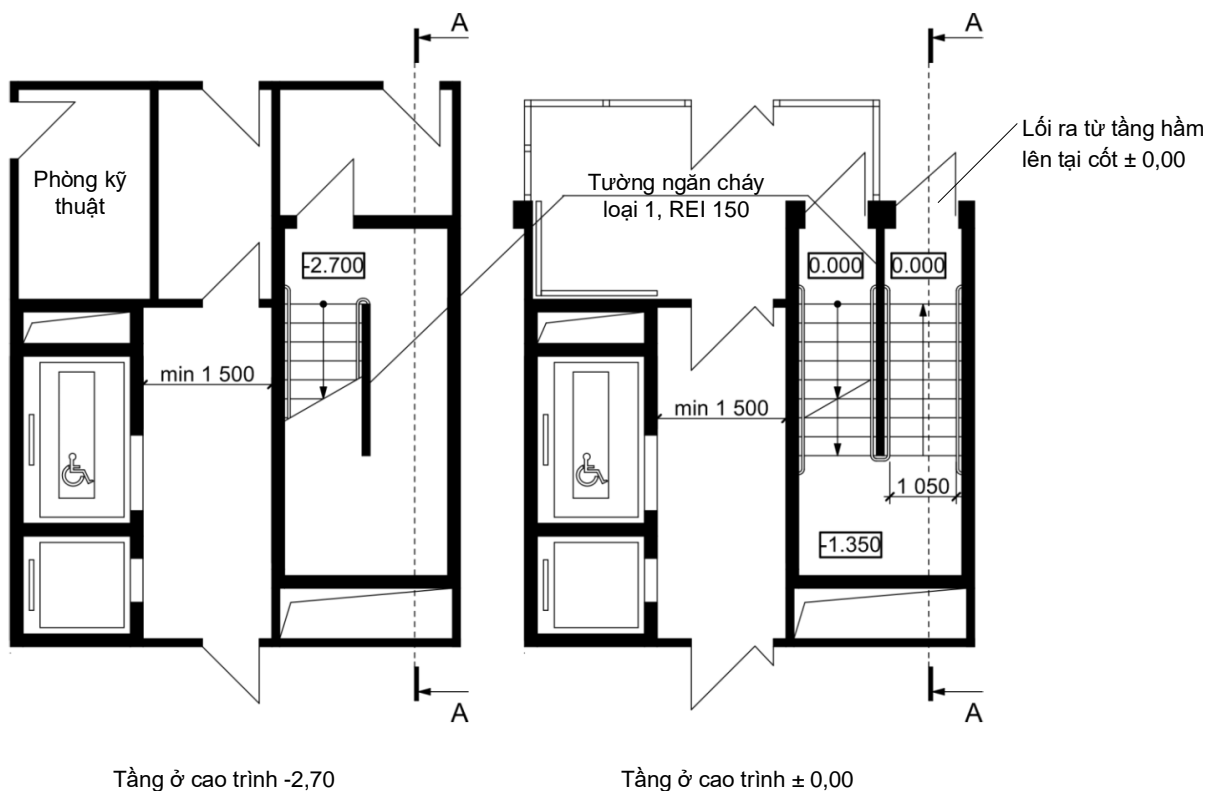 A
A
Phòng kỹ
thuật
Tường ngăn cháy
loại 1, REI 150
Lối ra từ tầng hầm
lên tại cốt ± 0,00
-2.700
0.000
0.000
min 1 500
min 1 500
1 050
-1.350
A
A
Tầng ở cao trình -2,70
Tầng ở cao trình ± 0,00